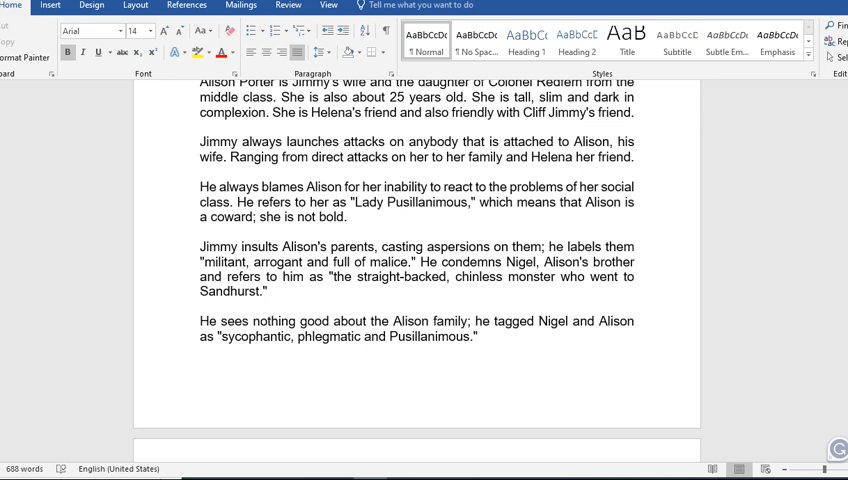 Home Insert Design Layout References Mailings Review View Tell me what you want to do
Arial 14 Aa Find
Format Painter B I U abc X₂ X² A A
AaBbCcDc AaBbCcDc AaBbC AaBbCcD AaB AaBbCcD AaBbCcD AaBbCcDc
¶ Normal ¶ No Spac... Heading 1 Heading 2 Title Subtitle Subtle Em... Emphasis
Font Paragraph Styles
Alison Porter is Jimmy's wife and the daughter of Colonel Redfern from the
middle class. She is also about 25 years old. She is tall, slim and dark in
complexion. She is Helena's friend and also friendly with Cliff Jimmy's friend.
Jimmy always launches attacks on anybody that is attached to Alison, his
wife. Ranging from direct attacks on her to her family and Helena her friend.
He always blames Alison for her inability to react to the problems of her social
class. He refers to her as "Lady Pusillanimous," which means that Alison is
a coward; she is not bold.
Jimmy insults Alison's parents, casting aspersions on them; he labels them
"militant, arrogant and full of malice." He condemns Nigel, Alison's brother
and refers to him as "the straight-backed, chinless monster who went to
Sandhurst."
He sees nothing good about the Alison family; he tagged Nigel and Alison
as "sycophantic, phlegmatic and Pusillanimous."
688 words English (United States)